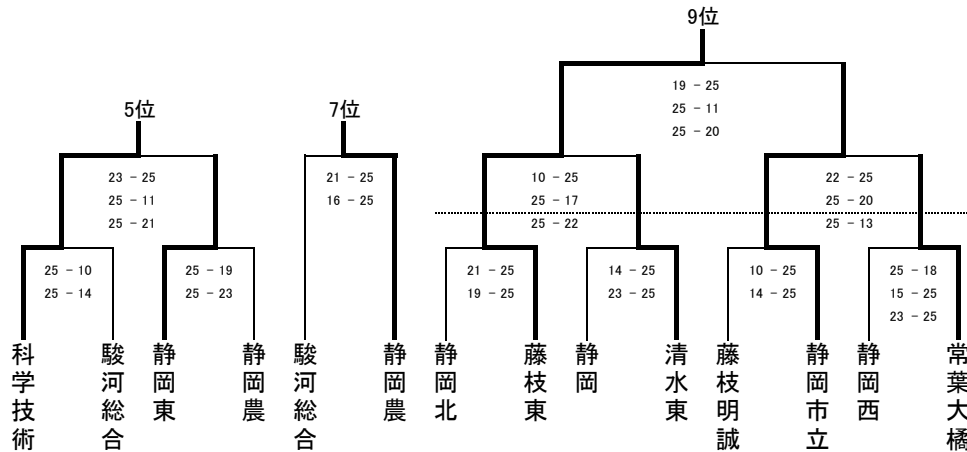 9位
19 − 25
25 − 11
25 − 20
5位
7位
23 − 25
25 − 11
25 − 21
21 − 25
16 − 25
10 − 25
25 − 17
25 − 22
22 − 25
25 − 20
25 − 13
25 − 10
25 − 14
25 − 19
25 − 23
21 − 25
19 − 25
14 − 25
23 − 25
10 − 25
14 − 25
25 − 18
15 − 25
23 − 25
科学技術
駿河総合
静岡東
静岡農
駿河総合
静岡農
静岡北
藤枝東
静岡
清水東
藤枝明誠
静岡市立
静岡西
常葉大橘